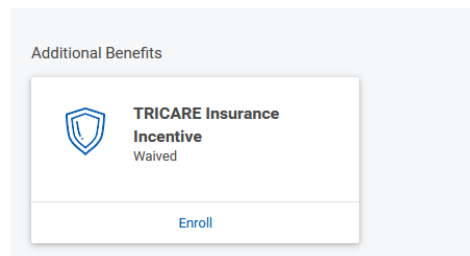 Additional Benefits
TRICARE Insurance
Incentive
Waived
Enroll